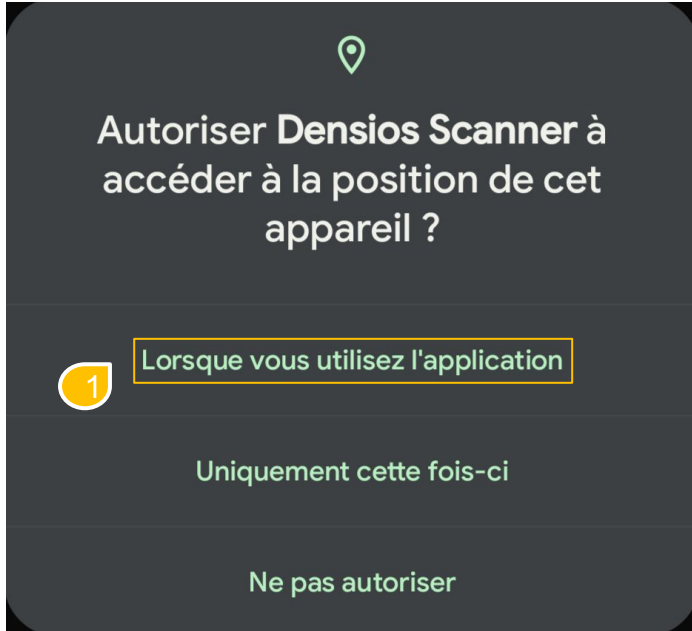 Autoriser Densios Scanner à
accéder à la position de cet
appareil ?
Lorsque vous utilisez l'application
1
Uniquement cette fois-ci
Ne pas autoriser